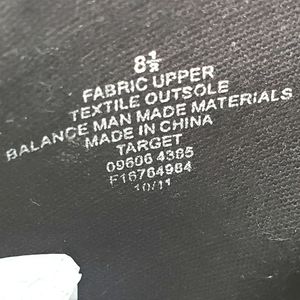 8½
FABRIC UPPER
TEXTILE OUTSOLE
BALANCE MAN MADE MATERIALS
MADE IN CHINA
TARGET
09606 4385
F16764984
10/11